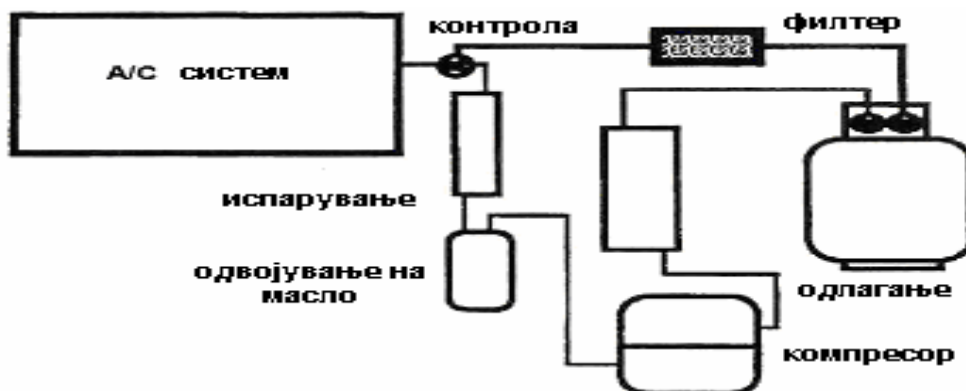 контрола
филтер
A/C систем
испарување
одвојување на
масло
одлагање
компресор